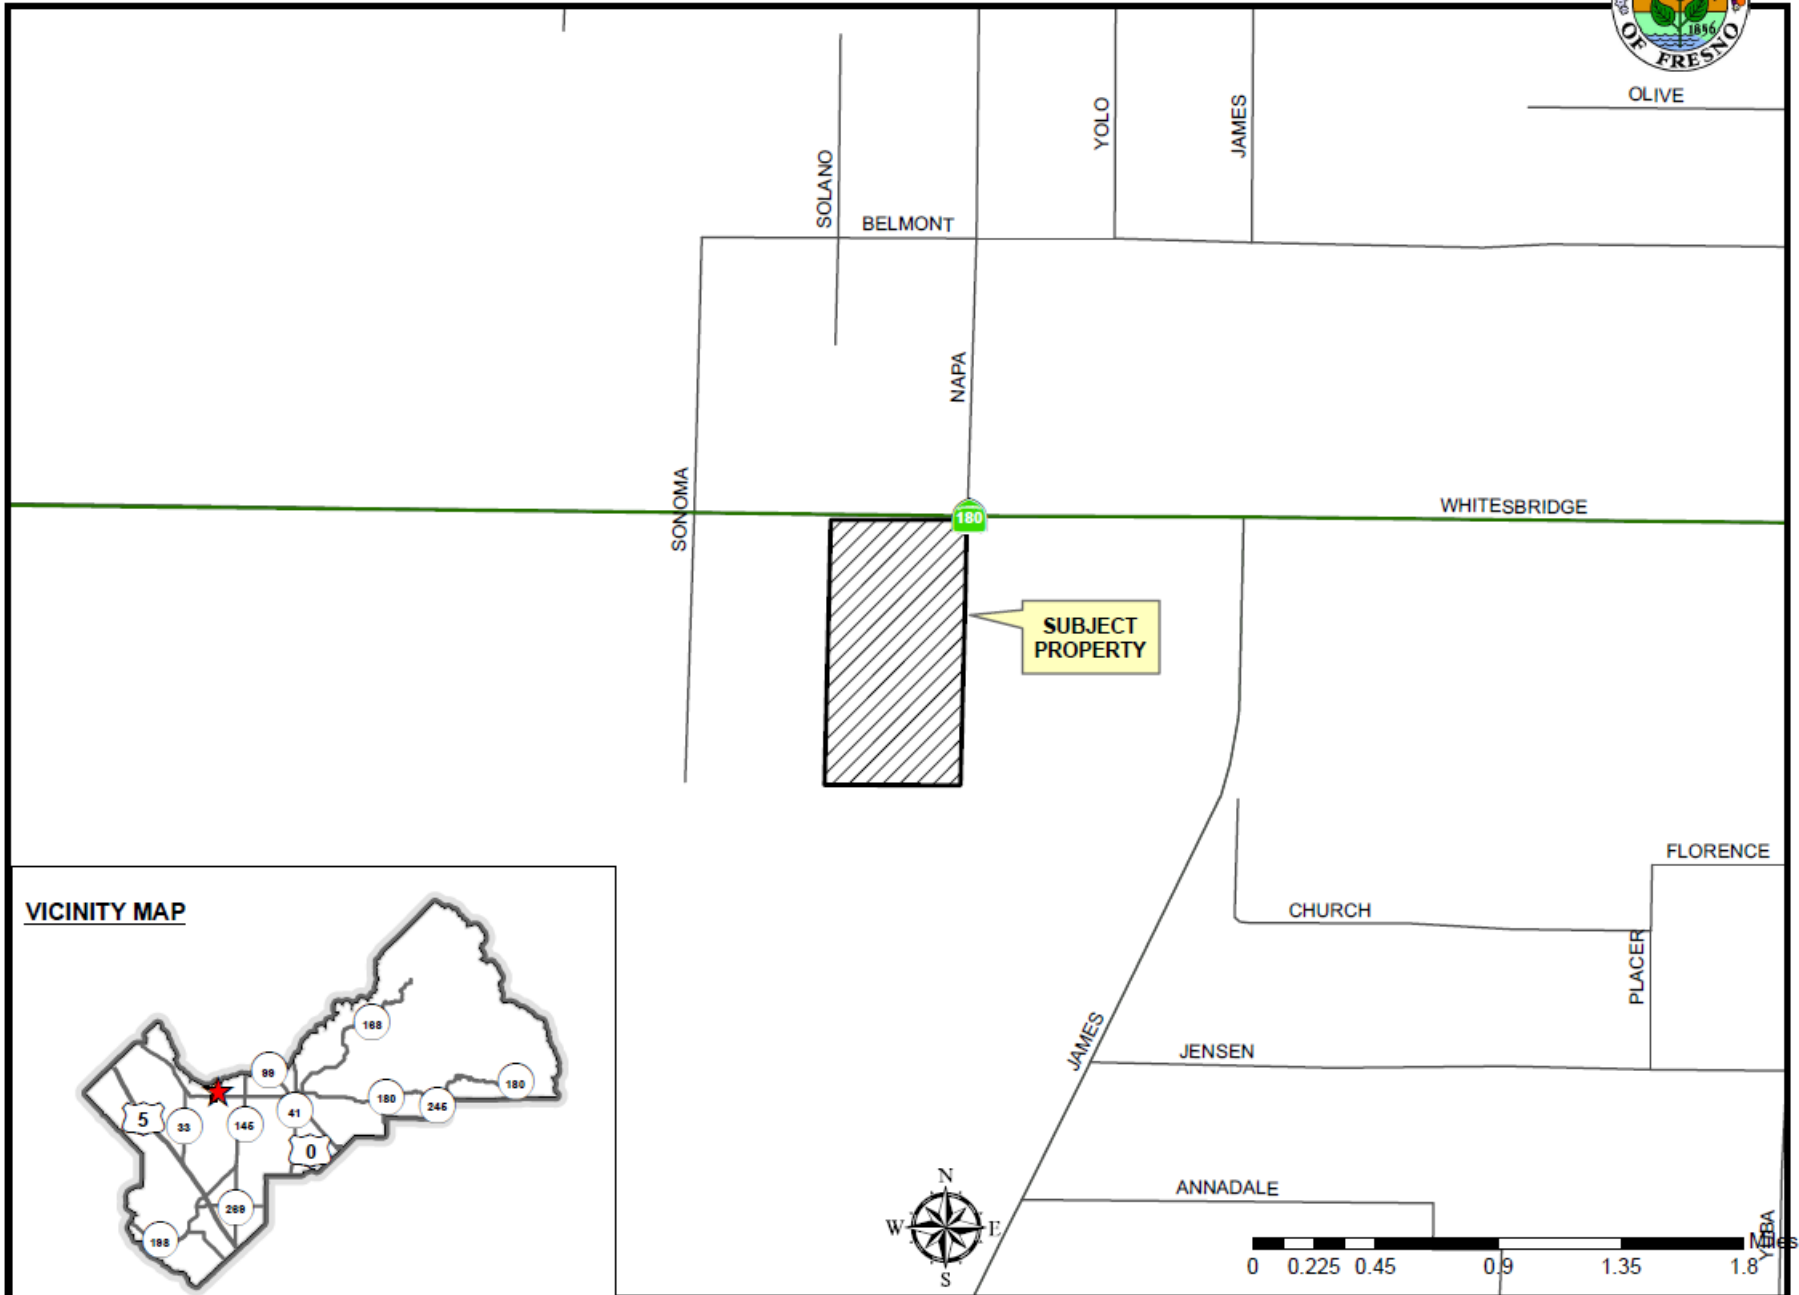 1856
OF FRESNO
OLIVE
YOLO
JAMES
SOLANO
BELMONT
NAPA
SONOMA
180
WHITESBRIDGE
SUBJECT
PROPERTY
FLORENCE
CHURCH
PLACER
JAMES
JENSEN
ANNADALE
YUBA
VICINITY MAP
168
99
180
180
245
41
5
33
145
0
269
198
N
W
E
S
Miles
0 0.225 0.45 0.9 1.35 1.8